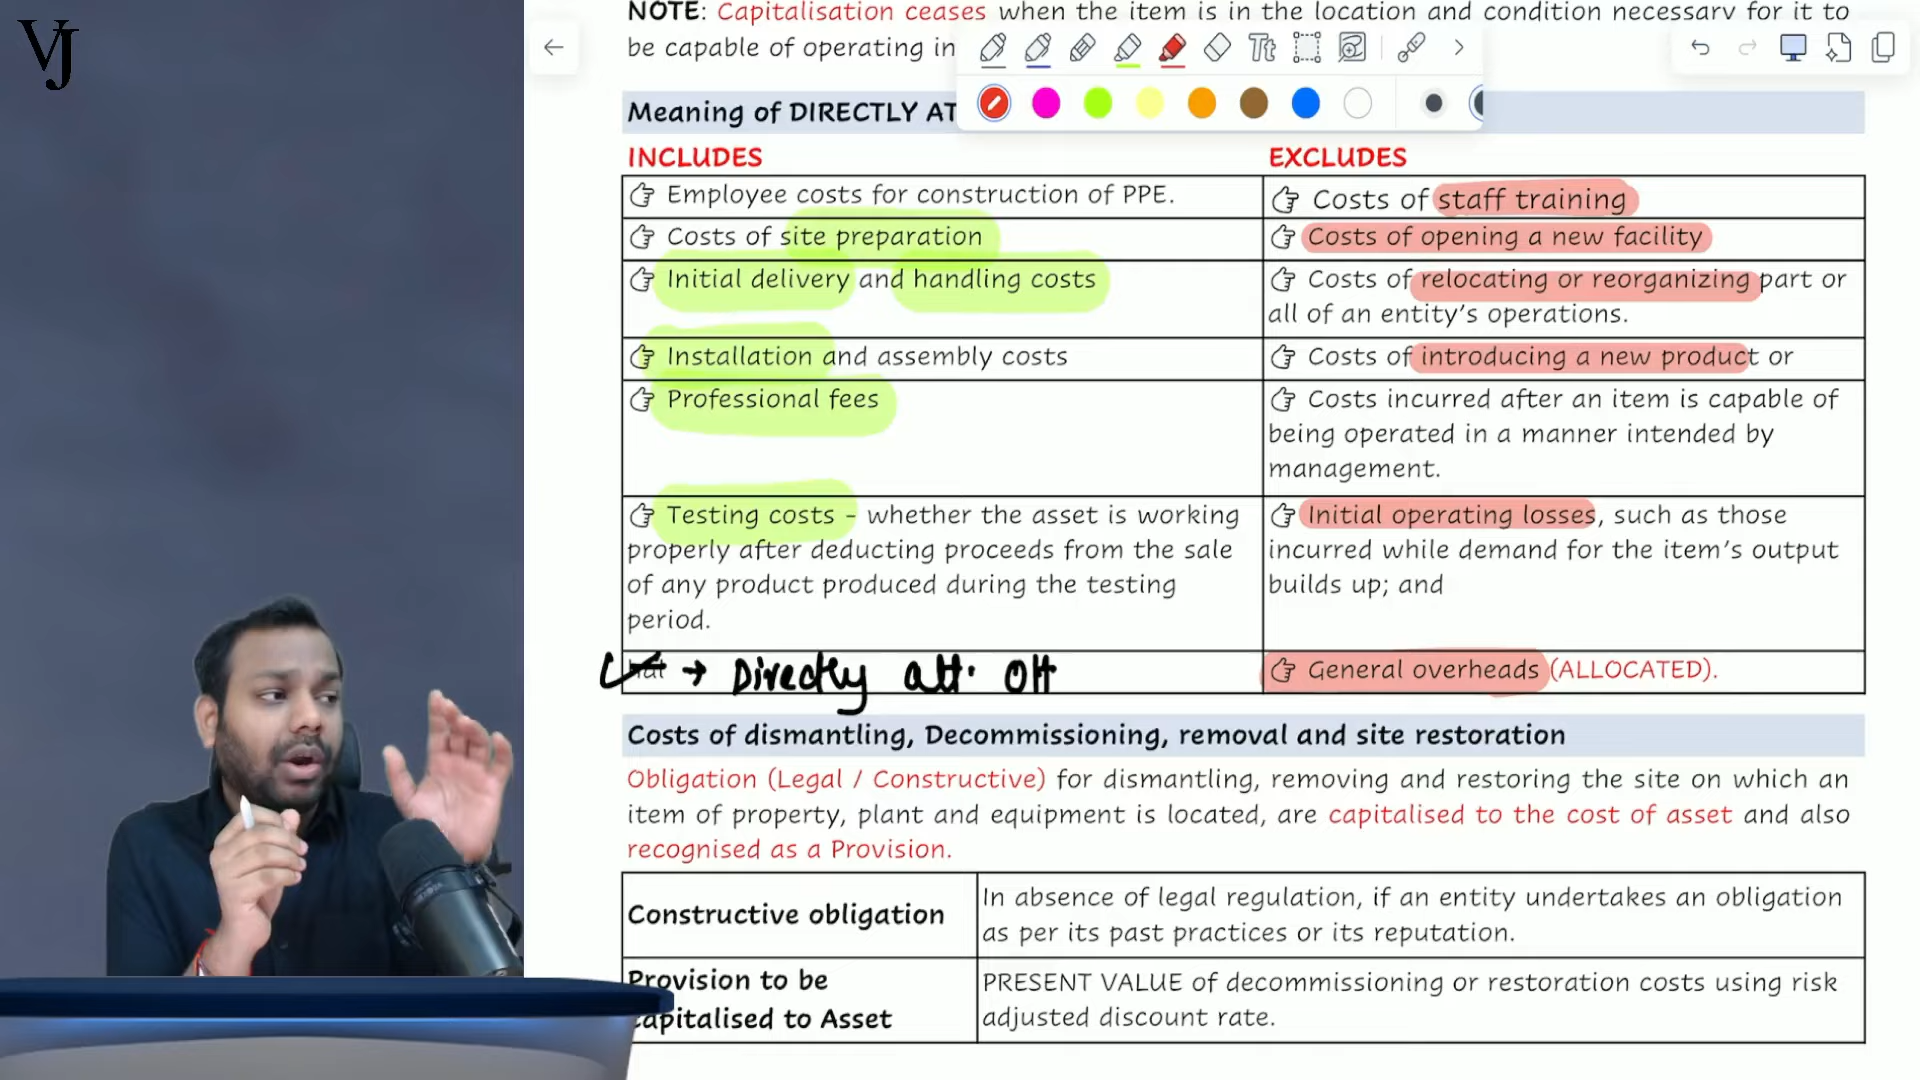 VJ
NOTE: Capitalisation ceases when the item is in the location and condition necessary for it to
be capable of operating in
Tt
Meaning of DIRECTLY AT
INCLUDES
EXCLUDES
Employee costs for construction of PPE.
Costs of staff training
Costs of site preparation
Costs of opening a new facility
Initial delivery and handling costs
Costs of relocating or reorganizing part or
all of an entity's operations.
Installation and assembly costs
Costs of introducing a new product or
Professional fees
Costs incurred after an item is capable of
being operated in a manner intended by
management.
Testing costs - whether the asset is working
properly after deducting proceeds from the sale
of any product produced during the testing
period.
Initial operating losses, such as those
incurred while demand for the item's output
builds up; and
→ Directly att. OH
General overheads (ALLOCATED).
Costs of dismantling, Decommissioning, removal and site restoration
Obligation (Legal / Constructive) for dismantling, removing and restoring the site on which an
item of property, plant and equipment is located, are capitalised to the cost of asset and also
recognised as a Provision.
Constructive obligation
In absence of legal regulation, if an entity undertakes an obligation
as per its past practices or its reputation.
Provision to be
capitalised to Asset
PRESENT VALUE of decommissioning or restoration costs using risk
adjusted discount rate.